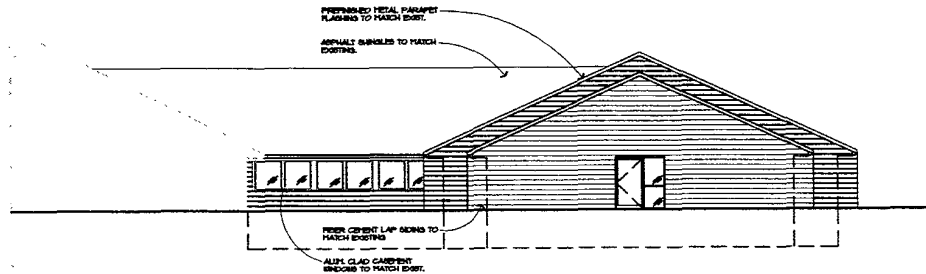 PREFINISHED METAL PARAPET
FLASHING TO MATCH EXIST.
ASPHALT SHINGLES TO MATCH
EXISTING.
FIBER CEMENT LAP SIDING TO
MATCH EXISTING
ALUM. CLAD CASEMENT
WINDOWS TO MATCH EXIST.